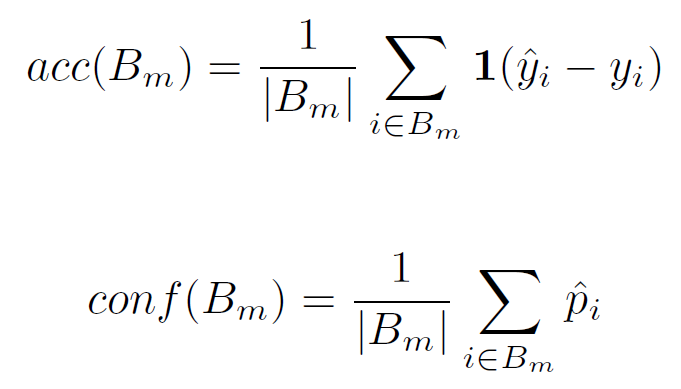 acc(B_m) = \frac{1}{|B_m|} \sum_{i \in B_m} \mathbf{1}(\hat{y}_i - y_i)
conf(B_m) = \frac{1}{|B_m|} \sum_{i \in B_m} \hat{p}_i